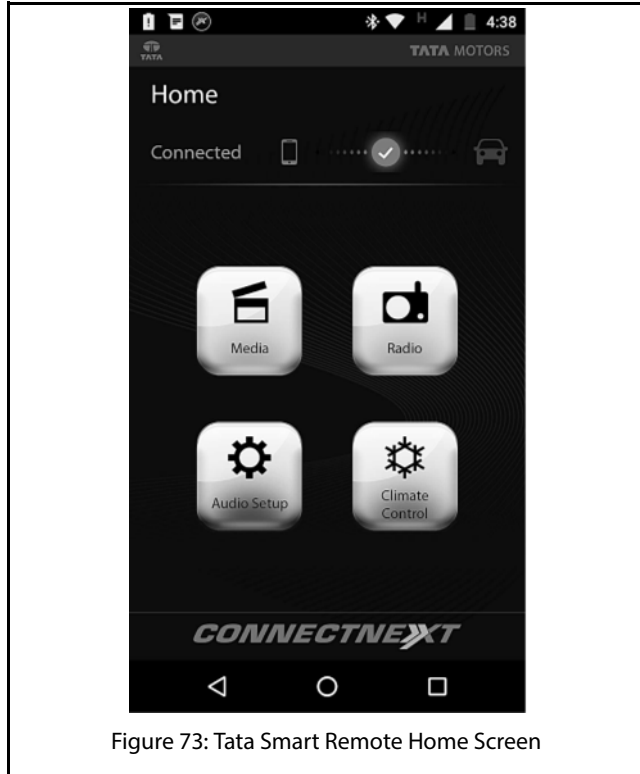 H 4:38
TATA TATA MOTORS
Home
Connected
Media Radio
Audio Setup Climate
Control
CONNECTNEXT
Figure 73: Tata Smart Remote Home Screen